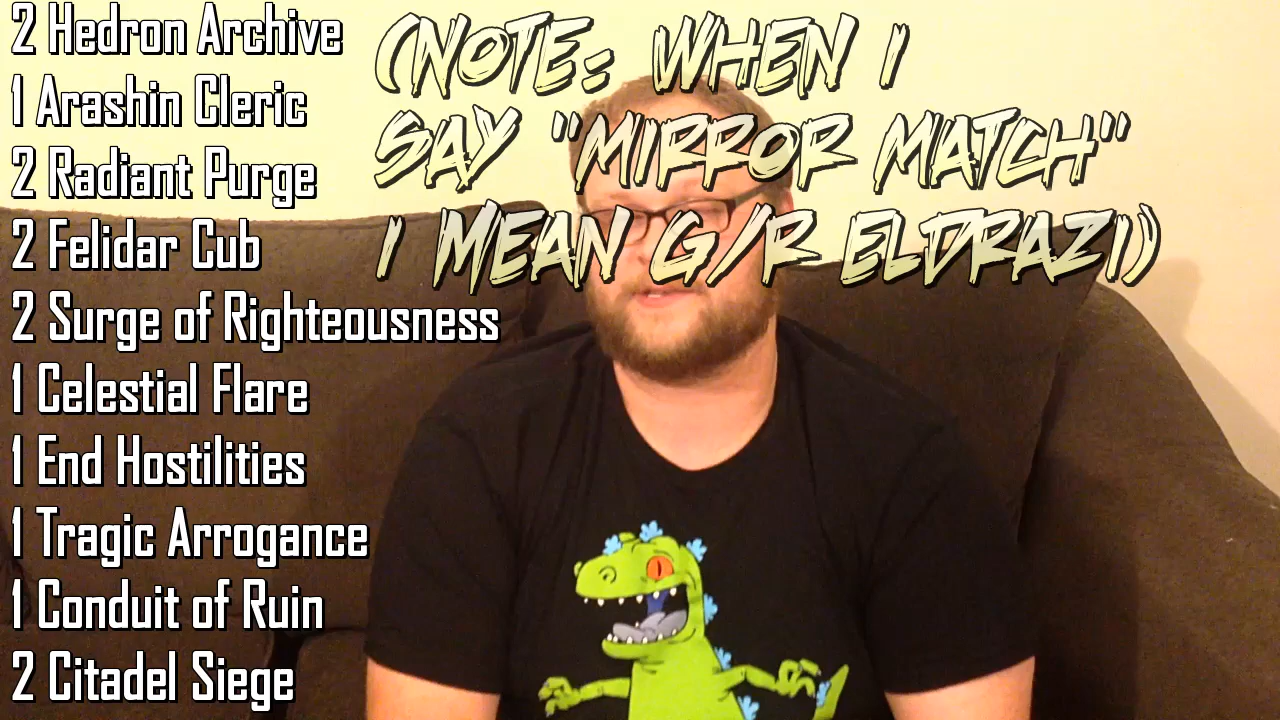 2 Hedron Archive
1 Arashin Cleric
2 Radiant Purge
2 Felidar Cub
2 Surge of Righteousness
1 Celestial Flare
1 End Hostilities
1 Tragic Arrogance
1 Conduit of Ruin
2 Citadel Siege
(NOTE: WHEN I
SAY "MIRROR MATCH"
I MEAN G/R ELDRAZI)